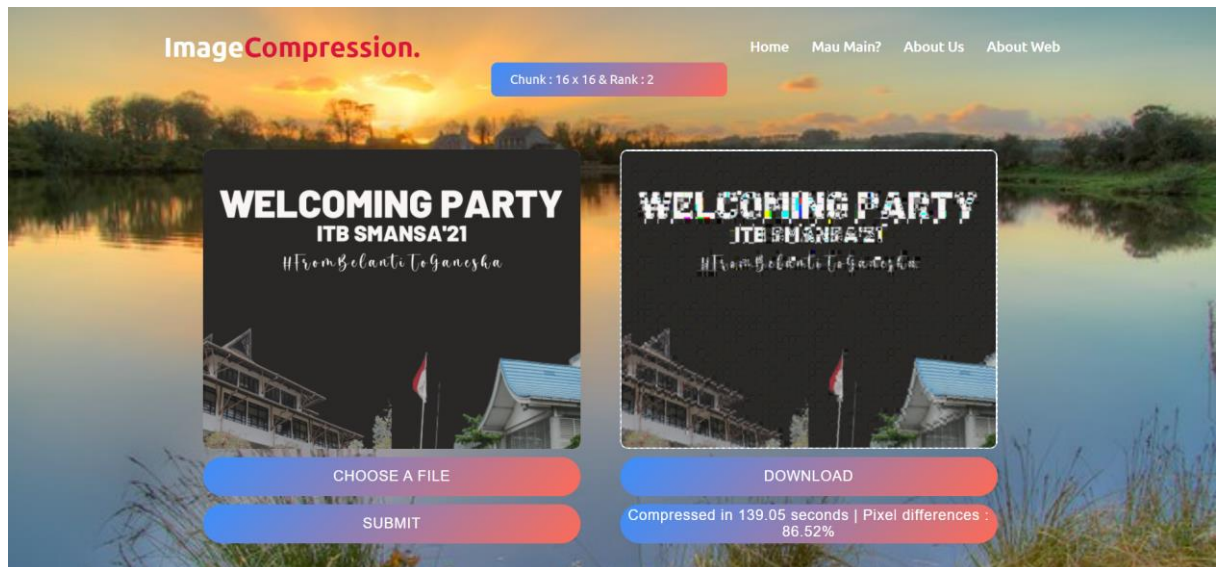 ImageCompression.
Home Mau Main? About Us About Web
Chunk : 16 x 16 & Rank : 2
WELCOMING PARTY
ITB SMANSA'21
#FromBelantiToGanesha
WELCOMING PARTY
ITB SMANSA'21
#FromBelantiToGanesha
CHOOSE A FILE
DOWNLOAD
SUBMIT
Compressed in 139.05 seconds | Pixel differences :
86.52%